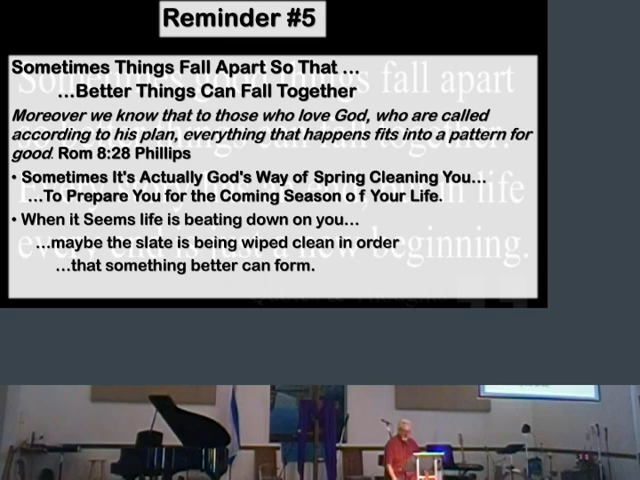 Reminder #5
Sometimes Things Fall Apart So That ...
...Better Things Can Fall Together
Moreover we know that to those who love God, who are called
according to his plan, everything that happens fits into a pattern for
good. Rom 8:28 Phillips
• Sometimes It's Actually God's Way of Spring Cleaning You...
...To Prepare You for the Coming Season o f Your Life.
• When it Seems life is beating down on you...
...maybe the slate is being wiped clean in order
...that something better can form.